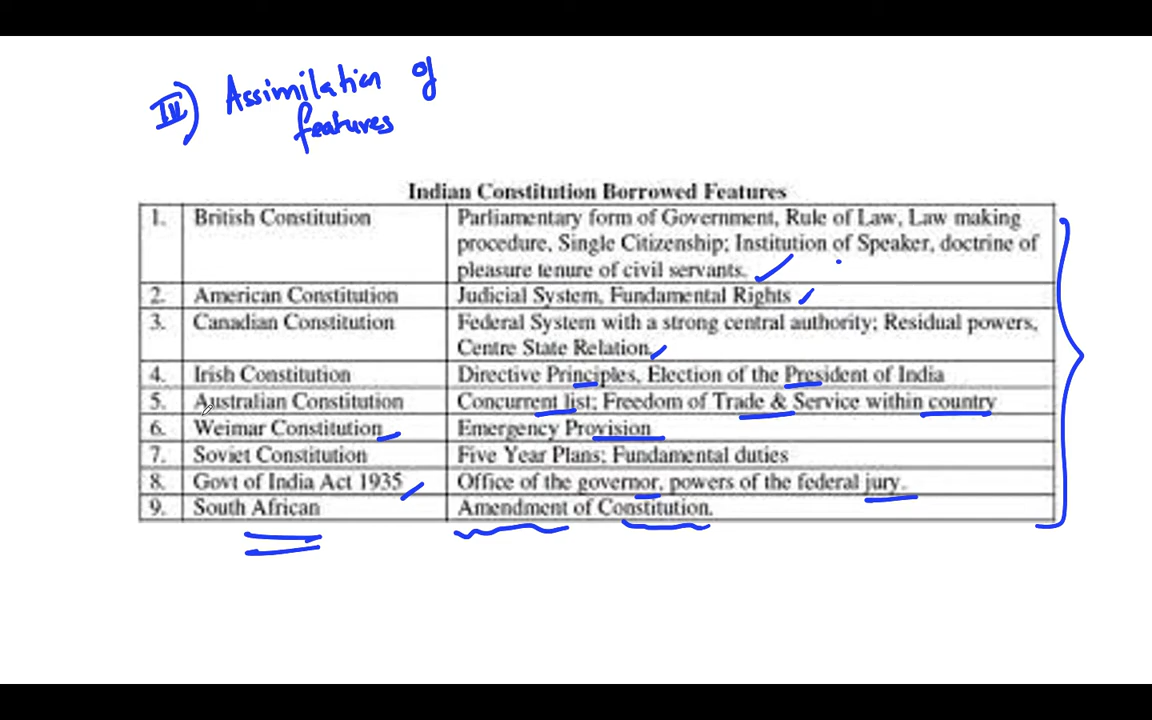 IV) Assimilation of
features
Indian Constitution Borrowed Features
1. British Constitution Parliamentary form of Government, Rule of Law, Law making
procedure, Single Citizenship; Institution of Speaker, doctrine of
pleasure tenure of civil servants.
2. American Constitution Judicial System, Fundamental Rights
3. Canadian Constitution Federal System with a strong central authority; Residual powers,
Centre State Relation.
4. Irish Constitution Directive Principles, Election of the President of India
5. Australian Constitution Concurrent list; Freedom of Trade & Service within country
6. Weimar Constitution Emergency Provision
7. Soviet Constitution Five Year Plans; Fundamental duties
8. Govt of India Act 1935 Office of the governor, powers of the federal jury.
9. South African Amendment of Constitution.